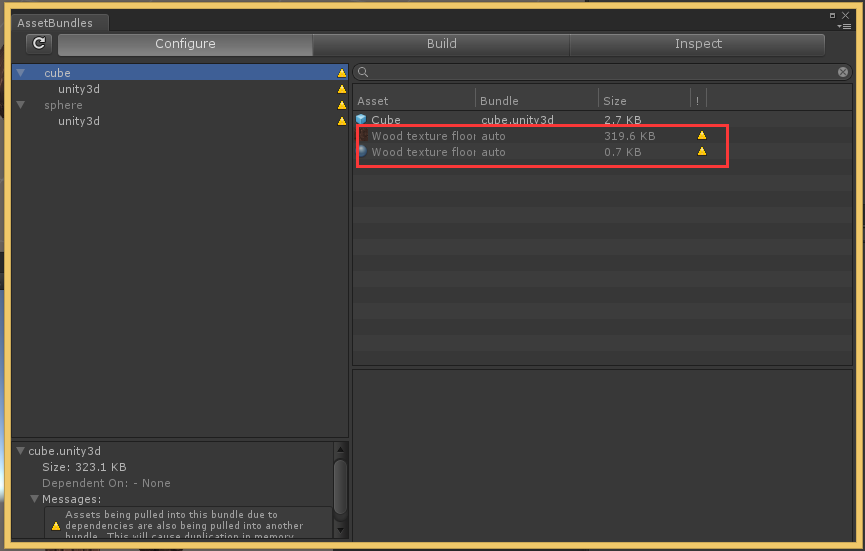 AssetBundles
Configure
Build
Inspect
cube
unity3d
sphere
unity3d
Asset Bundle Size !
Cube cube.unity3d 2.7 KB
Wood texture floor auto 319.6 KB
Wood texture floor auto 0.7 KB
cube.unity3d
Size: 323.1 KB
Dependent On: - None
Messages:
Assets being pulled into this bundle due to
dependencies are also being pulled into another
bundle. This will cause duplication in memory